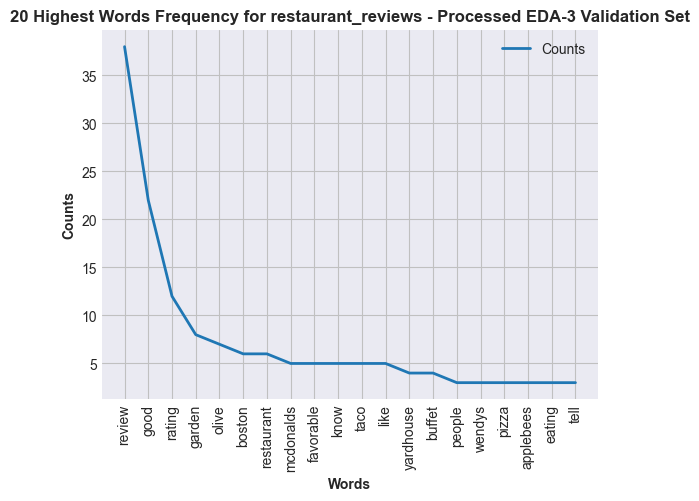 20 Highest Words Frequency for restaurant_reviews - Processed EDA-3 Validation Set
Counts
35
30
25
20
15
10
5
Counts
review
good
rating
garden
olive
boston
restaurant
mcdonalds
favorable
know
taco
like
yardhouse
buffet
people
wendys
pizza
applebees
eating
tell
Words